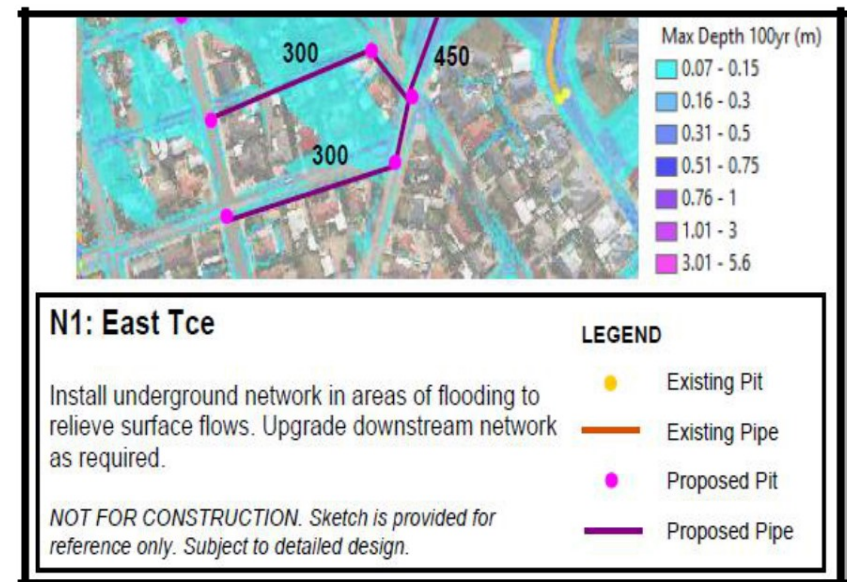 300
450
300
Max Depth 100yr (m)
0.07 - 0.15
0.16 - 0.3
0.31 - 0.5
0.51 - 0.75
0.76 - 1
1.01 - 3
3.01 - 5.6
N1: East Tce
Install underground network in areas of flooding to
relieve surface flows. Upgrade downstream network
as required.
NOT FOR CONSTRUCTION. Sketch is provided for
reference only. Subject to detailed design.
LEGEND
Existing Pit
Existing Pipe
Proposed Pit
Proposed Pipe